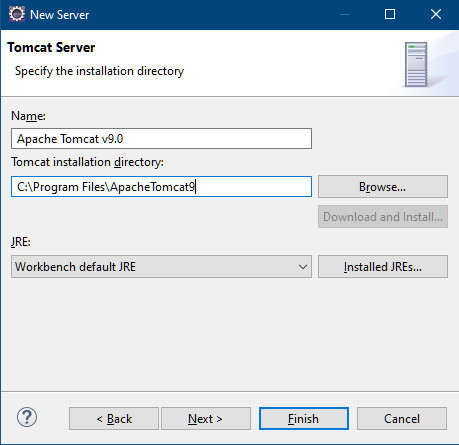 New Server
Tomcat Server
Specify the installation directory
Name:
Apache Tomcat v9.0
Tomcat installation directory:
C:\Program Files\ApacheTomcat9
Browse...
Download and Install...
JRE:
Workbench default JRE
Installed JREs...
?
< Back
Next >
Finish
Cancel